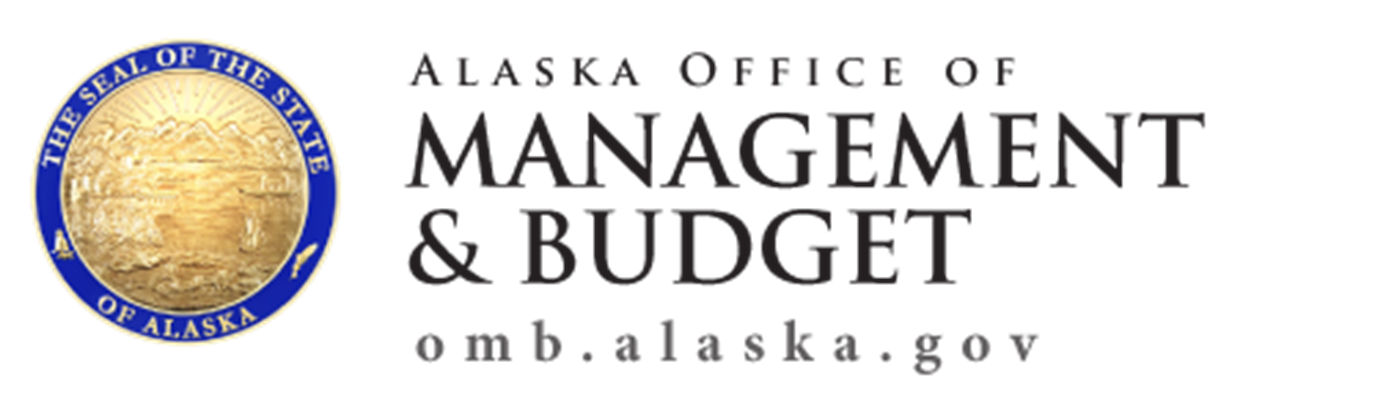 THE SEAL OF THE STATE
OF ALASKA
ALASKA OFFICE OF
MANAGEMENT
& BUDGET
omb.alaska.gov